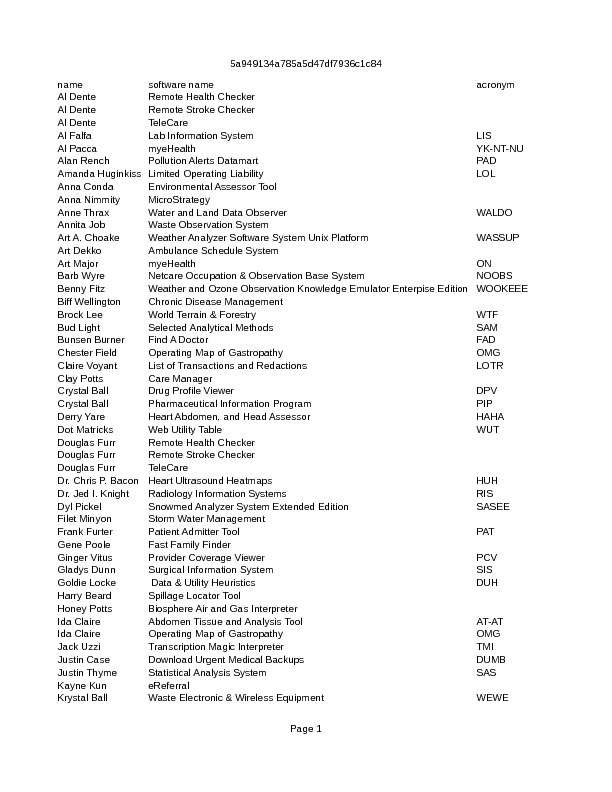 5a949134a785a5d47df7936c1c84
name software name acronym
Al Dente Remote Health Checker
Al Dente Remote Stroke Checker
Al Dente TeleCare
Al Falfa Lab Information System LIS
Al Pacca myeHealth YK-NT-NU
Alan Rench Pollution Alerts Datamart PAD
Amanda Huginkiss Limited Operating Liability LOL
Anna Conda Environmental Assessor Tool
Anna Nimmity MicroStrategy
Anne Thrax Water and Land Data Observer WALDO
Annita Job Waste Observation System
Art A. Choake Weather Analyzer Software System Unix Platform WASSUP
Art Dekko Ambulance Schedule System
Art Major myeHealth ON
Barb Wyre Netcare Occupation & Observation Base System NOOBS
Benny Fitz Weather and Ozone Observation Knowledge Emulator Enterpise Edition WOOKEEE
Biff Wellington Chronic Disease Management
Brock Lee World Terrain & Forestry WTF
Bud Light Selected Analytical Methods SAM
Bunsen Burner Find A Doctor FAD
Chester Field Operating Map of Gastropathy OMG
Claire Voyant List of Transactions and Redactions LOTR
Clay Potts Care Manager
Crystal Ball Drug Profile Viewer DPV
Crystal Ball Pharmaceutical Information Program PIP
Derry Yare Heart Abdomen, and Head Assessor HAHA
Dot Matricks Web Utility Table WUT
Douglas Furr Remote Health Checker
Douglas Furr Remote Stroke Checker
Douglas Furr TeleCare
Dr. Chris P. Bacon Heart Ultrasound Heatmaps HUH
Dr. Jed I. Knight Radiology Information Systems RIS
Dyl Pickel Snowmed Analyzer System Extended Edition SASEE
Filet Minyon Storm Water Management
Frank Furter Patient Admitter Tool PAT
Gene Poole Fast Family Finder
Ginger Vitus Provider Coverage Viewer PCV
Gladys Dunn Surgical Information System SIS
Goldie Locke Data & Utility Heuristics DUH
Harry Beard Spillage Locator Tool
Honey Potts Biosphere Air and Gas Interpreter
Ida Claire Abdomen Tissue and Analysis Tool AT-AT
Ida Claire Operating Map of Gastropathy OMG
Jack Uzzi Transcription Magic Interpreter TMI
Justin Case Download Urgent Medical Backups DUMB
Justin Thyme Statistical Analysis System SAS
Kayne Kun eReferral
Krystal Ball Waste Electronic & Wireless Equipment WEWE
Page 1